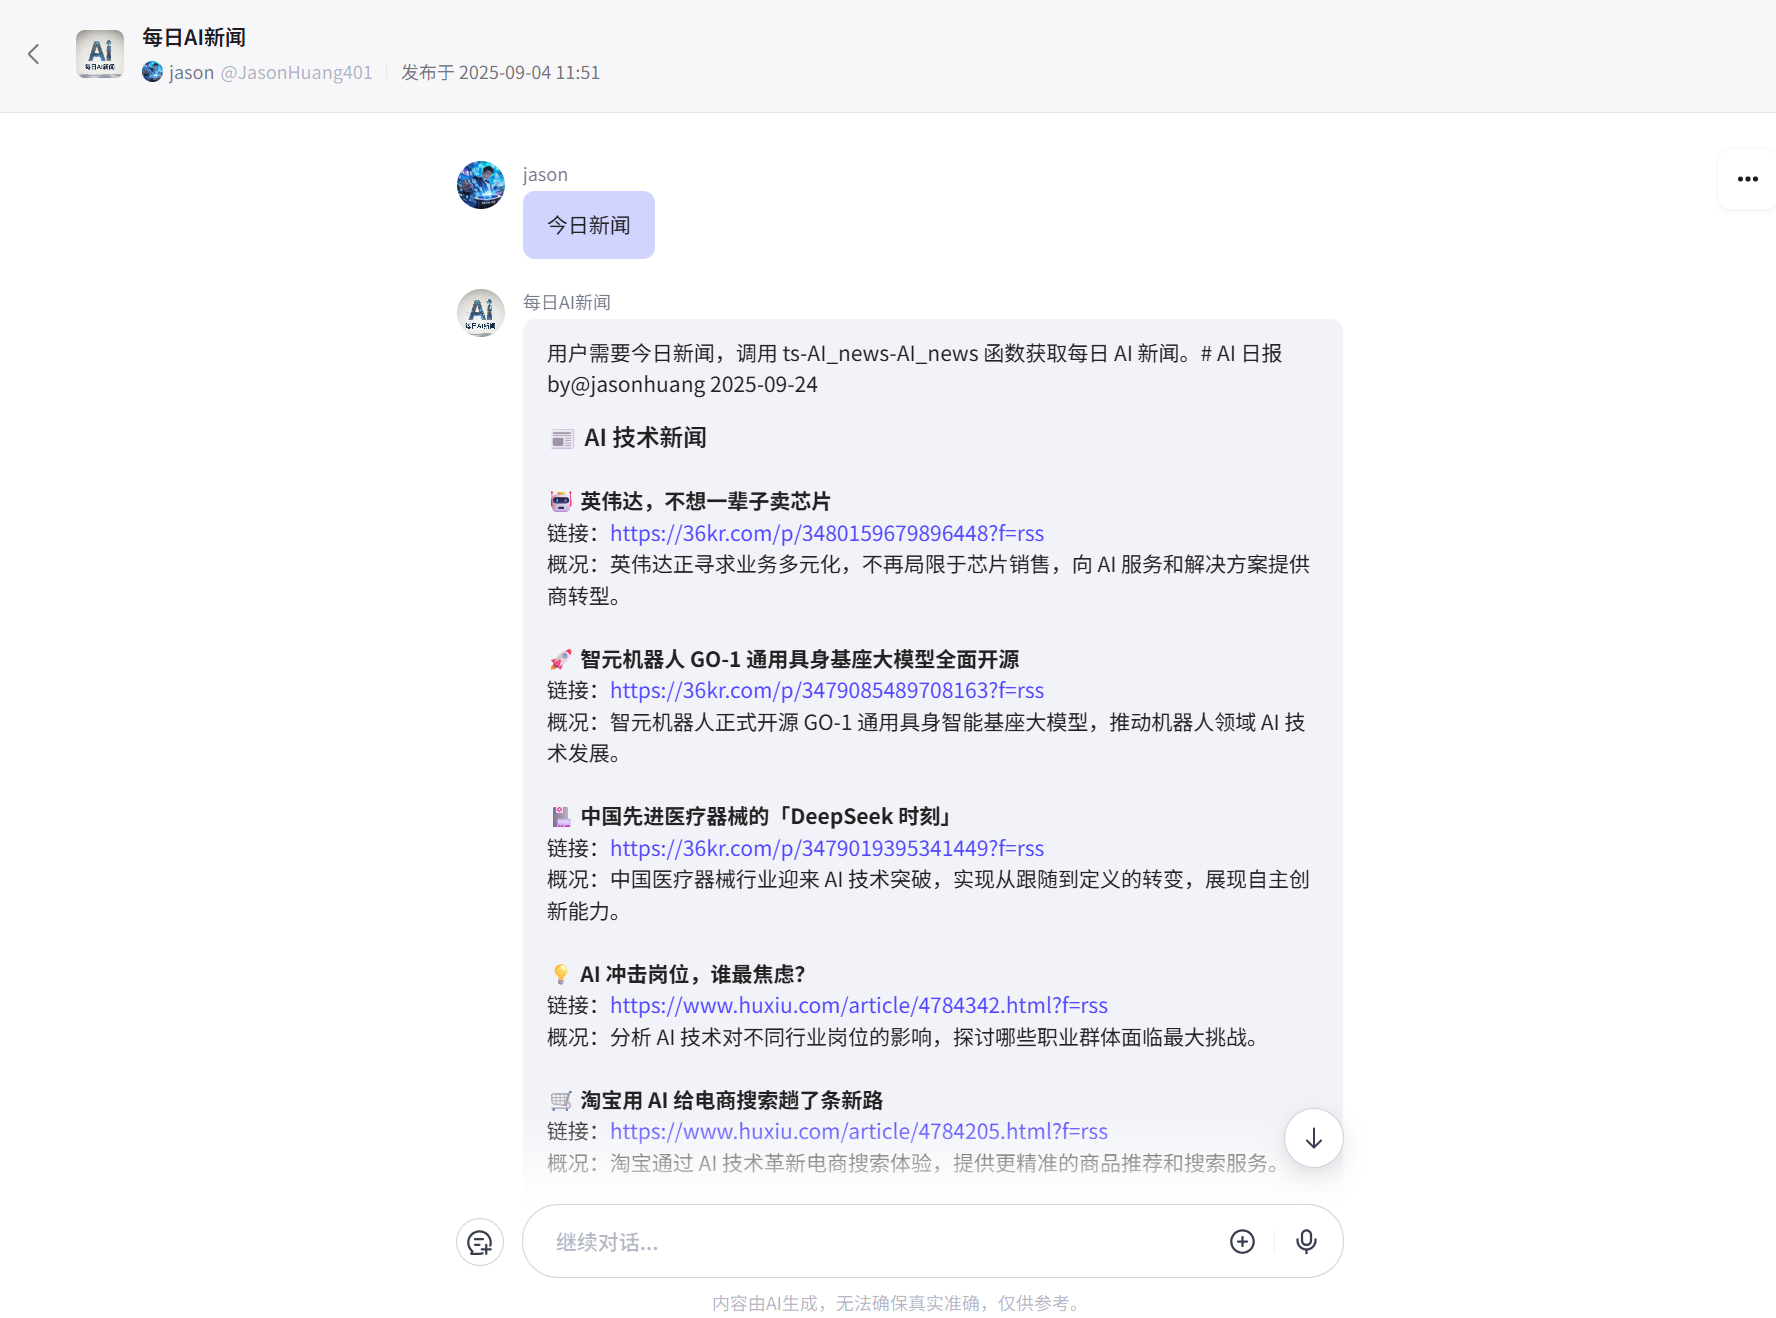 每日AI新闻
jason @JasonHuang401 发布于 2025-09-04 11:51
jason
今日新闻
每日AI新闻
用户需要今日新闻，调用 ts-AI_news-AI_news 函数获取每日 AI 新闻。# AI 日报
by@jasonhuang 2025-09-24
AI 技术新闻
英伟达，不想一辈子卖芯片
链接：https://36kr.com/p/3480159679896448?f=rss
概况：英伟达正寻求业务多元化，不再局限于芯片销售，向 AI 服务和解决方案提供
商转型。
智元机器人 GO-1 通用具身基座大模型全面开源
链接：https://36kr.com/p/3479085489708163?f=rss
概况：智元机器人正式开源 GO-1 通用具身智能基座大模型，推动机器人领域 AI 技
术发展。
中国先进医疗器械的「DeepSeek 时刻」
链接：https://36kr.com/p/3479019395341449?f=rss
概况：中国医疗器械行业迎来 AI 技术突破，实现从跟随到定义的转变，展现自主创
新能力。
AI 冲击岗位，谁最焦虑？
链接：https://www.huxiu.com/article/4784342.html?f=rss
概况：分析 AI 技术对不同行业岗位的影响，探讨哪些职业群体面临最大挑战。
淘宝用 AI 给电商搜索趟了条新路
链接：https://www.huxiu.com/article/4784205.html?f=rss
概况：淘宝通过 AI 技术革新电商搜索体验，提供更精准的商品推荐和搜索服务。
继续对话...
内容由AI生成，无法确保真实准确，仅供参考。